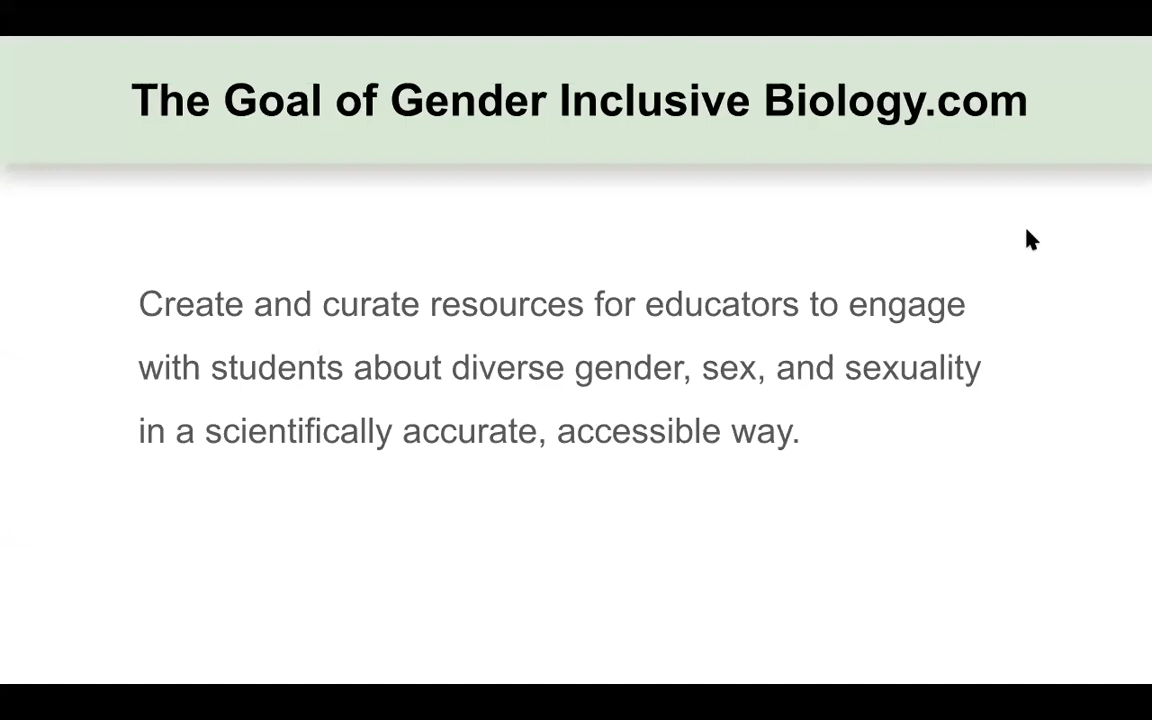 The Goal of Gender Inclusive Biology.com
Create and curate resources for educators to engage
with students about diverse gender, sex, and sexuality
in a scientifically accurate, accessible way.